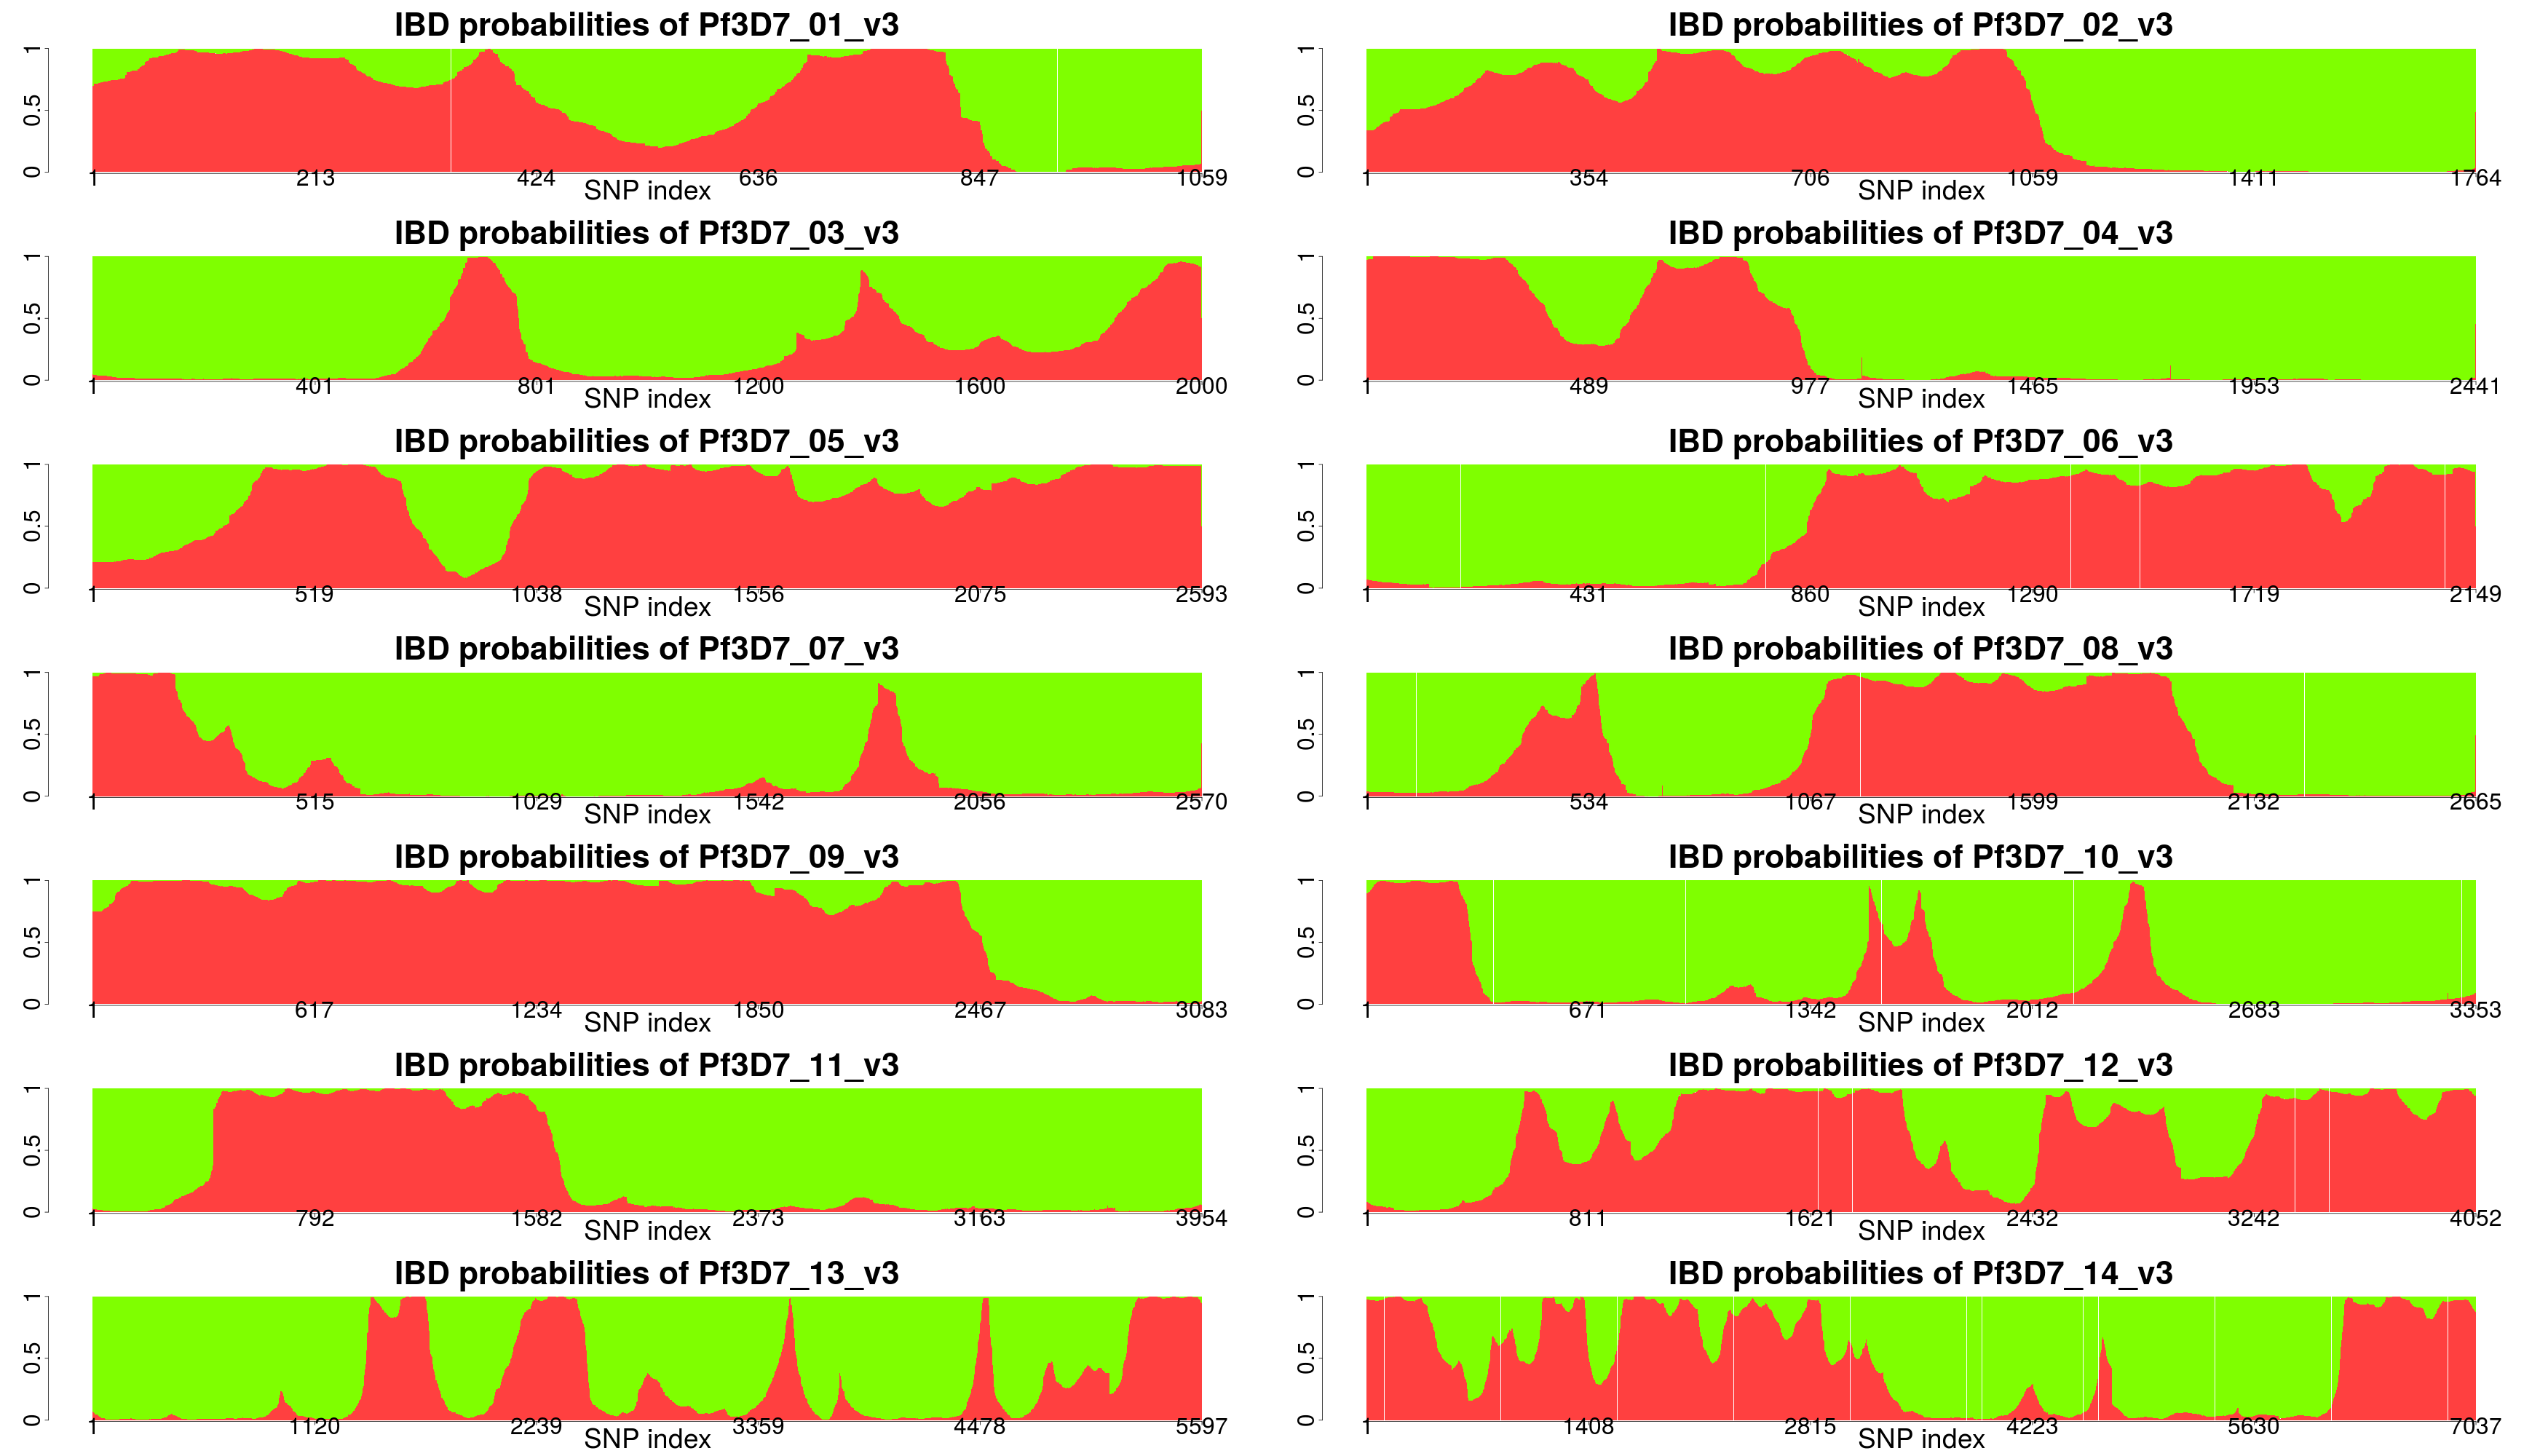 IBD probabilities of Pf3D7_01_v3
0 0.5 1
1 213 424 636 847 1059
SNP index
IBD probabilities of Pf3D7_02_v3
0 0.5 1
1 354 706 1059 1411 1764
SNP index
IBD probabilities of Pf3D7_03_v3
0 0.5 1
1 401 801 1200 1600 2000
SNP index
IBD probabilities of Pf3D7_04_v3
0 0.5 1
1 489 977 1465 1953 2441
SNP index
IBD probabilities of Pf3D7_05_v3
0 0.5 1
1 519 1038 1556 2075 2593
SNP index
IBD probabilities of Pf3D7_06_v3
0 0.5 1
1 431 860 1290 1719 2149
SNP index
IBD probabilities of Pf3D7_07_v3
0 0.5 1
1 515 1029 1542 2056 2570
SNP index
IBD probabilities of Pf3D7_08_v3
0 0.5 1
1 534 1067 1599 2132 2665
SNP index
IBD probabilities of Pf3D7_09_v3
0 0.5 1
1 617 1234 1850 2467 3083
SNP index
IBD probabilities of Pf3D7_10_v3
0 0.5 1
1 671 1342 2012 2683 3353
SNP index
IBD probabilities of Pf3D7_11_v3
0 0.5 1
1 792 1582 2373 3163 3954
SNP index
IBD probabilities of Pf3D7_12_v3
0 0.5 1
1 811 1621 2432 3242 4052
SNP index
IBD probabilities of Pf3D7_13_v3
0 0.5 1
1 1120 2239 3359 4478 5597
SNP index
IBD probabilities of Pf3D7_14_v3
0 0.5 1
1 1408 2815 4223 5630 7037
SNP index